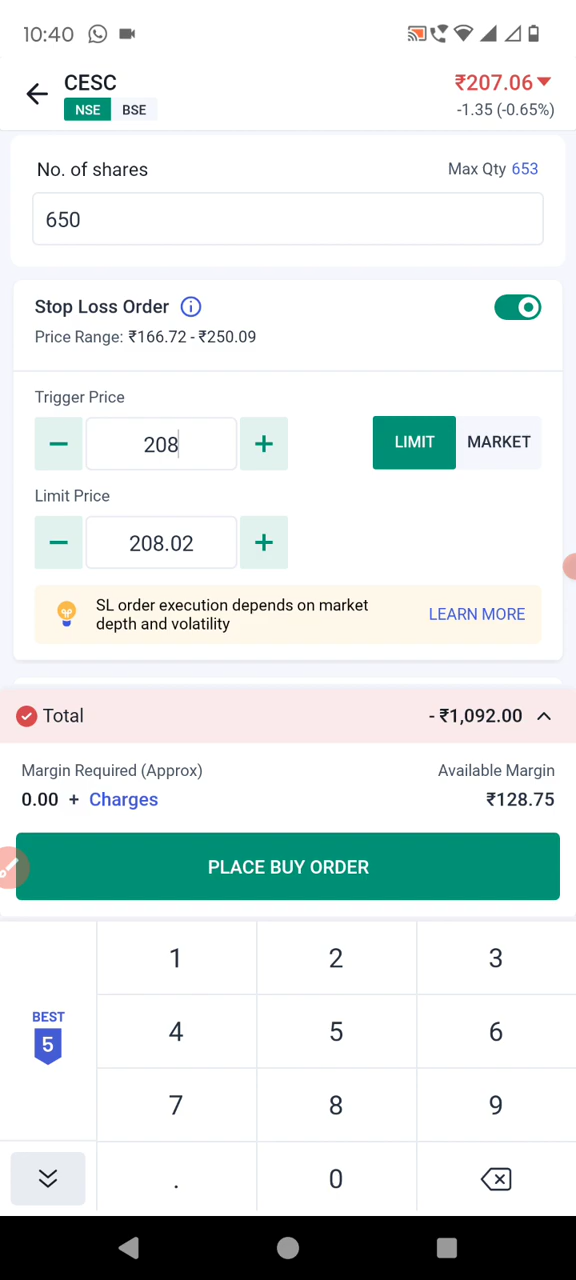 10:40
CESC
₹207.06
NSE BSE
-1.35 (-0.65%)
No. of shares
Max Qty 653
650
Stop Loss Order
Price Range: ₹166.72 - ₹250.09
Trigger Price
208
LIMIT MARKET
Limit Price
208.02
SL order execution depends on market
depth and volatility
LEARN MORE
Total
- ₹1,092.00
Margin Required (Approx)
Available Margin
0.00 + Charges
₹128.75
PLACE BUY ORDER
1 2 3
BEST
5
4 5 6
7 8 9
. 0